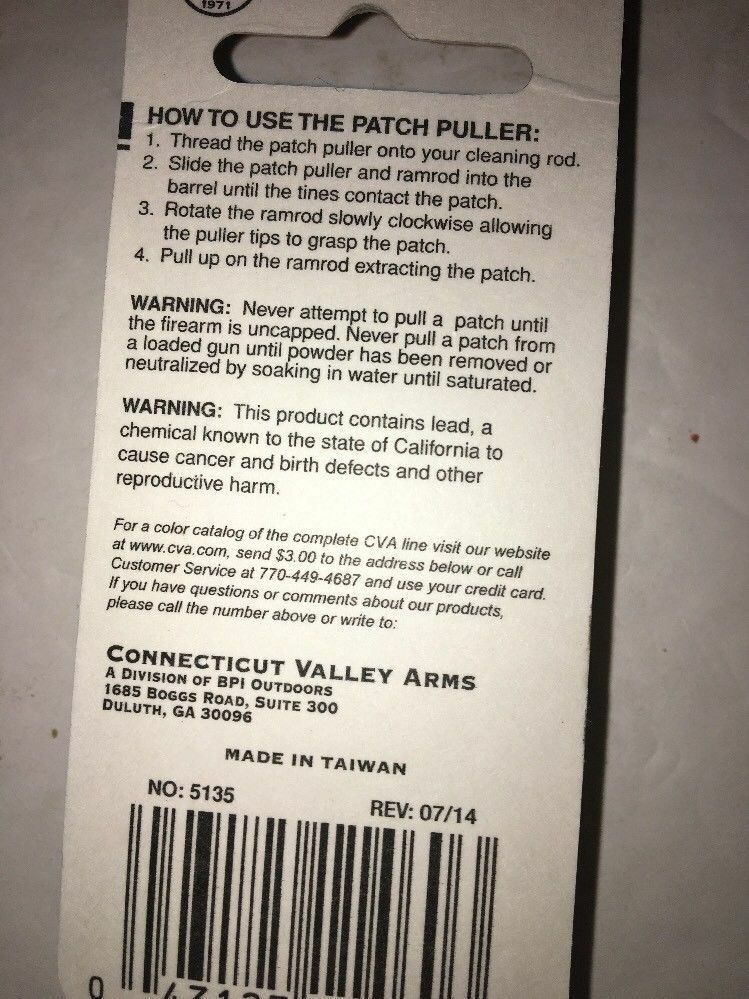 1971
HOW TO USE THE PATCH PULLER:
1. Thread the patch puller onto your cleaning rod.
2. Slide the patch puller and ramrod into the
barrel until the tines contact the patch.
3. Rotate the ramrod slowly clockwise allowing
the puller tips to grasp the patch.
4. Pull up on the ramrod extracting the patch.
WARNING: Never attempt to pull a patch until
the firearm is uncapped. Never pull a patch from
a loaded gun until powder has been removed or
neutralized by soaking in water until saturated.
WARNING: This product contains lead, a
chemical known to the state of California to
cause cancer and birth defects and other
reproductive harm.
For a color catalog of the complete CVA line visit our website
at www.cva.com, send $3.00 to the address below or call
Customer Service at 770-449-4687 and use your credit card.
If you have questions or comments about our products,
please call the number above or write to:
CONNECTICUT VALLEY ARMS
A DIVISION OF BPI OUTDOORS
1685 BOGGS ROAD, SUITE 300
DULUTH, GA 30096
MADE IN TAIWAN
NO: 5135
REV: 07/14
0